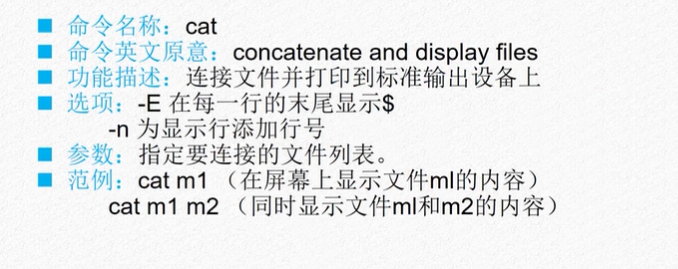 命令名称：cat
命令英文原意：concatenate and display files
功能描述：连接文件并打印到标准输出设备上
选项：-E 在每一行的末尾显示$
-n 为显示行添加行号
参数：指定要连接的文件列表。
范例：cat m1 （在屏幕上显示文件ml的内容）
cat m1 m2 （同时显示文件ml和m2的内容）